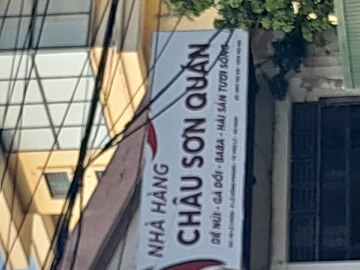 NHÀ HÀNG
CHÂU SƠN QUÁN
DÊ NÚI - GÀ ĐỒI - BABA - HẢI SẢN TƯƠI SỐNG